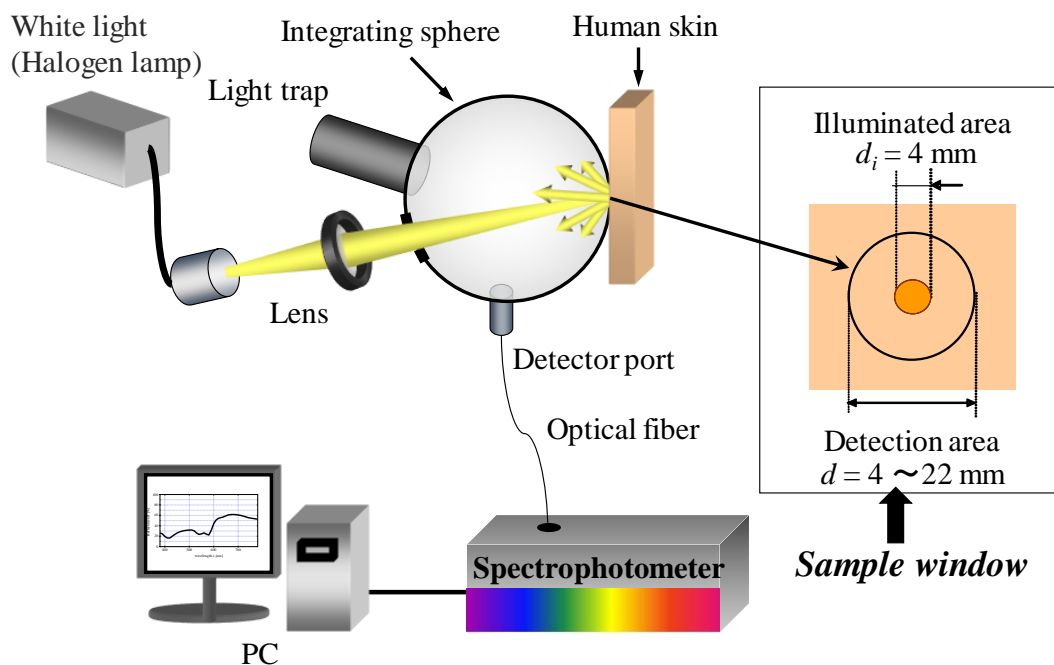 White light
(Halogen lamp)
Integrating sphere
Human skin
Light trap
Illuminated area
d_i = 4 mm
Lens
Detector port
Optical fiber
Detection area
d = 4 ~22 mm
Sample window
Spectrophotometer
PC